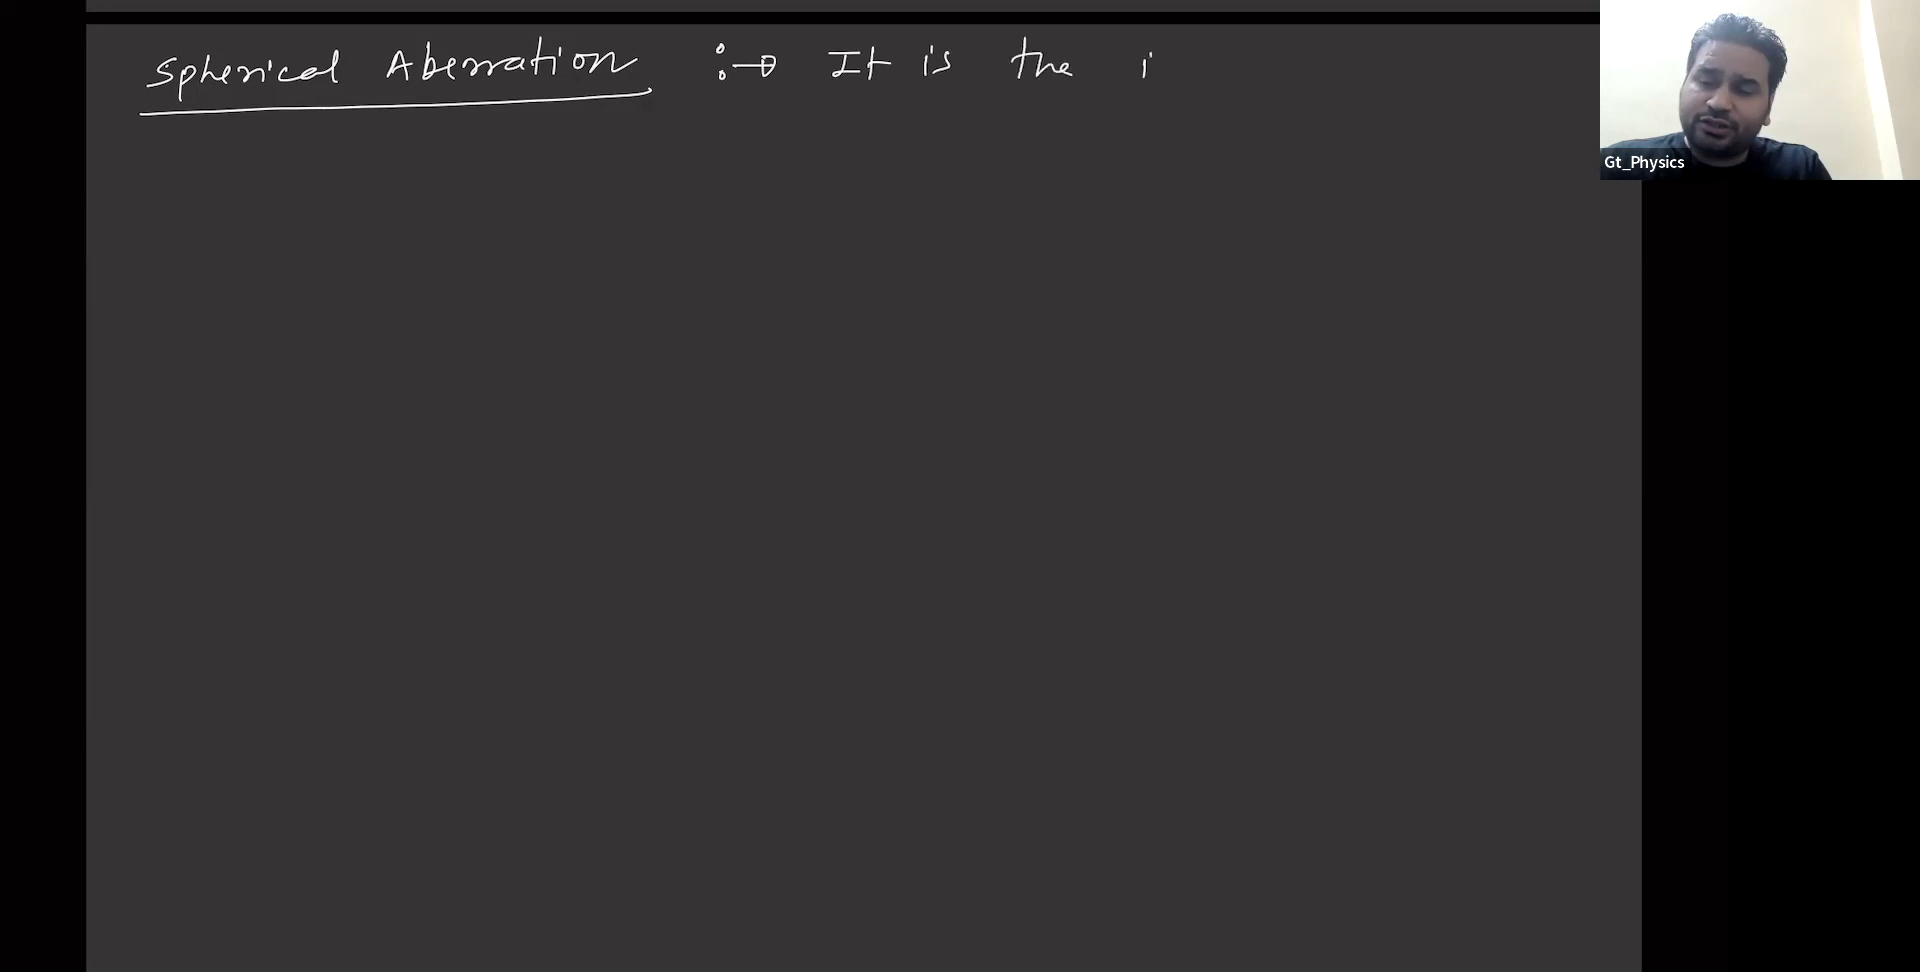 Spherical Aberration :→ It is the i
Gt_Physics